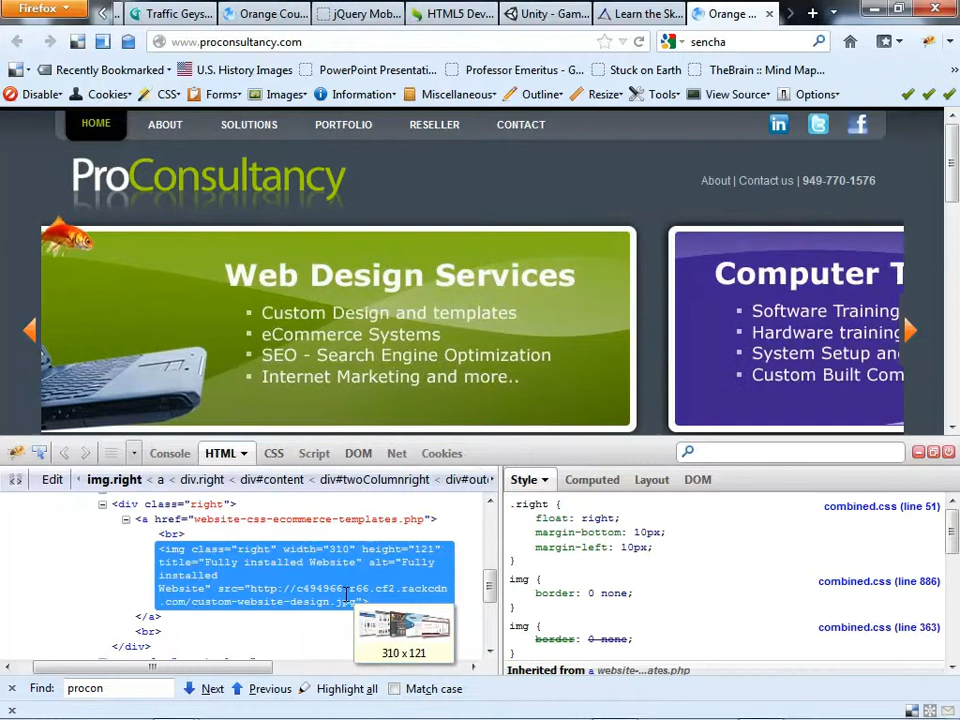 Firefox
Traffic Geys...
Orange Cou...
jQuery Mob...
HTML5 Dev...
Unity - Gam...
Learn the Sk...
Orange ...
www.proconsultancy.com
sencha
Recently Bookmarked
U.S. History Images
PowerPoint Presentati...
Professor Emeritus - G...
Stuck on Earth
TheBrain :: Mind Map...
Disable
Cookies
CSS
Forms
Images
Information
Miscellaneous
Outline
Resize
Tools
View Source
Options
HOME
ABOUT
SOLUTIONS
PORTFOLIO
RESELLER
CONTACT
ProConsultancy
About | Contact us | 949-770-1576
Web Design Services
Custom Design and templates
eCommerce Systems
SEO - Search Engine Optimization
Internet Marketing and more..
Computer T
Software Training
Hardware training
System Setup and
Custom Built Com
Console
HTML
CSS
Script
DOM
Net
Cookies
Edit
img.right < a < div.right < div#content < div#twoColumnright < div#oute
Style
Computed
Layout
DOM
<div class="right">
<a href="website-css-ecommerce-templates.php">
<br>
<img class="right" width="310" height="121"
title="Fully installed Website" alt="Fully
installed
Website" src="http://c494966.r66.cf2.rackcdn
.com/custom-website-design.jpg">
</a>
<br>
</div>
310 x 121
.right {
combined.css (line 51)
float: right;
margin-bottom: 10px;
margin-left: 10px;
}
img {
combined.css (line 886)
border: 0 none;
}
img {
combined.css (line 363)
border: 0 none;
}
Inherited from a website-...ates.php
Find:
procon
Next
Previous
Highlight all
Match case